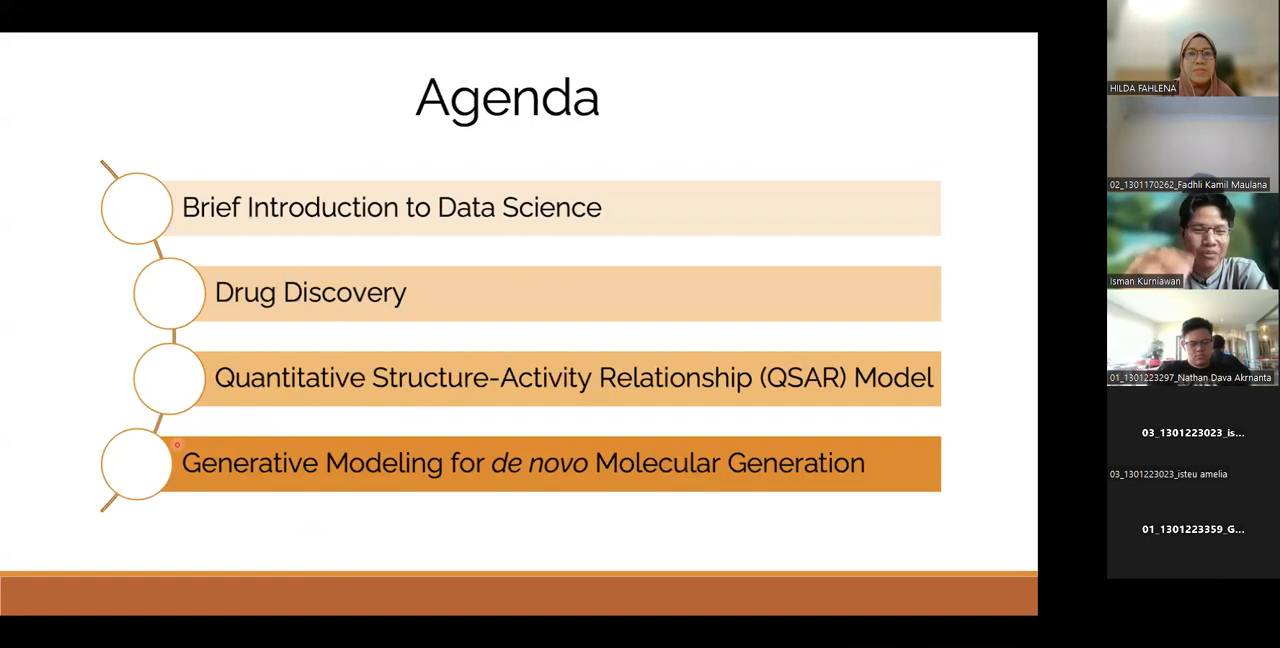 Agenda
Brief Introduction to Data Science
Drug Discovery
Quantitative Structure-Activity Relationship (QSAR) Model
Generative Modeling for de novo Molecular Generation
HILDA FAHLENA
02_1301170262_Fadhli Kamil Maulana
Isman Kurniawan
01_1301223297_Nathan Dava Akrnanta
03_1301223023_is...
03_1301223023_isteu amelia
01_1301223359_G...